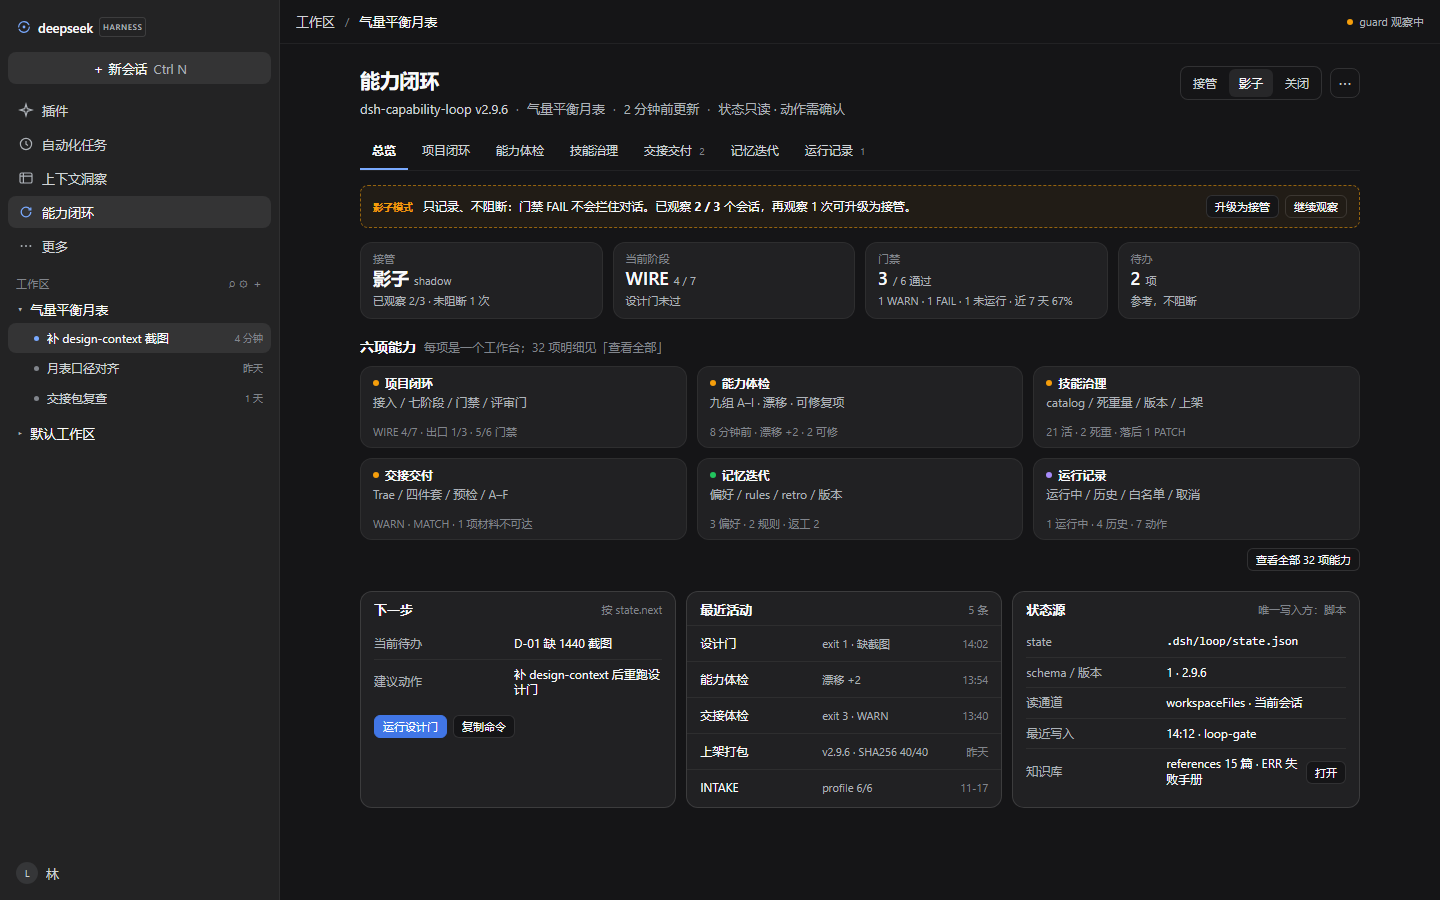 deepseek HARNESS
+ 新会话 Ctrl N
插件
自动化任务
上下文洞察
能力闭环
更多
工作区
气量平衡月表
补 design-context 截图 4 分钟
月表口径对齐 昨天
交接包复查 1 天
默认工作区
L 林
工作区 / 气量平衡月表
guard 观察中
能力闭环
接管 影子 关闭 ···
dsh-capability-loop v2.9.6 · 气量平衡月表 · 2 分钟前更新 · 状态只读 · 动作需确认
总览 项目闭环 能力体检 技能治理 交接交付 2 记忆迭代 运行记录 1
影子模式 只记录、不阻断：门禁 FAIL 不会拦住对话。已观察 2 / 3 个会话，再观察 1 次可升级为接管。 升级为接管 继续观察
接管
影子 shadow
已观察 2/3 · 未阻断 1 次
当前阶段
WIRE 4 / 7
设计门未过
门禁
3 / 6 通过
1 WARN · 1 FAIL · 1 未运行 · 近 7 天 67%
待办
2 项
参考，不阻断
六项能力 每项是一个工作台；32 项明细见「查看全部」
项目闭环
接入 / 七阶段 / 门禁 / 评审门
WIRE 4/7 · 出口 1/3 · 5/6 门禁
能力体检
九组 A–I · 漂移 · 可修复项
8 分钟前 · 漂移 +2 · 2 可修
技能治理
catalog / 死重量 / 版本 / 上架
21 活 · 2 死重 · 落后 1 PATCH
交接交付
Trae / 四件套 / 预检 / A–F
WARN · MATCH · 1 项材料不可达
记忆迭代
偏好 / rules / retro / 版本
3 偏好 · 2 规则 · 返工 2
运行记录
运行中 / 历史 / 白名单 / 取消
1 运行中 · 4 历史 · 7 动作
查看全部 32 项能力
下一步 按 state.next
当前待办 D-01 缺 1440 截图
建议动作 补 design-context 后重跑设
计门
运行设计门 复制命令
最近活动 5 条
设计门 exit 1 · 缺截图 14:02
能力体检 漂移 +2 13:54
交接体检 exit 3 · WARN 13:40
上架打包 v2.9.6 · SHA256 40/40 昨天
INTAKE profile 6/6 11-17
状态源 唯一写入方：脚本
state .dsh/loop/state.json
schema / 版本 1 · 2.9.6
读通道 workspaceFiles · 当前会话
最近写入 14:12 · loop-gate
知识库 references 15 篇 · ERR 失
败手册 打开